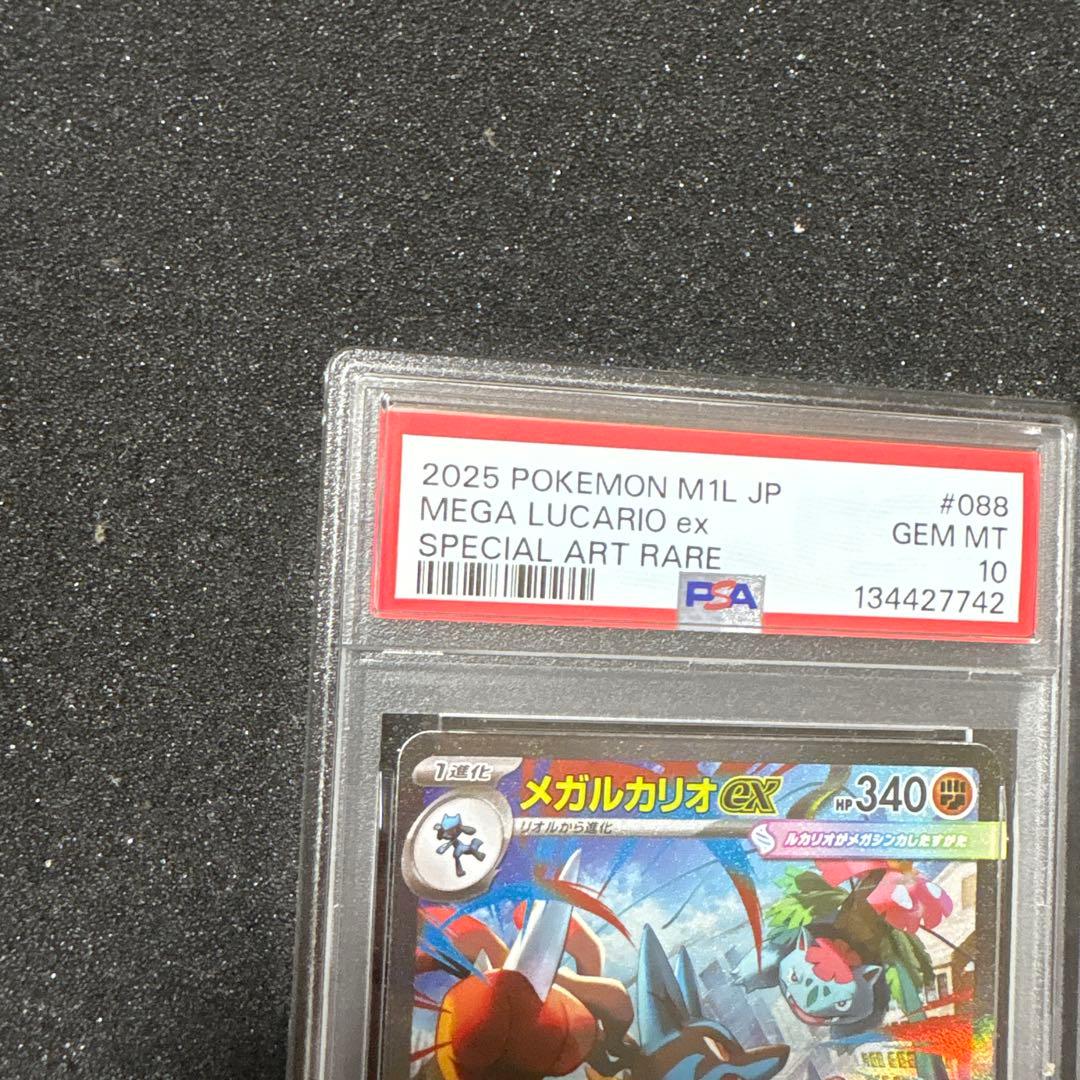 2025 POKEMON M1L JP
#088
MEGA LUCARIO ex
GEM MT
SPECIAL ART RARE
10
PSA
134427742
1進化
メガルカリオex
HP340
リオルから進化
ルカリオがメガシンカしたすがた